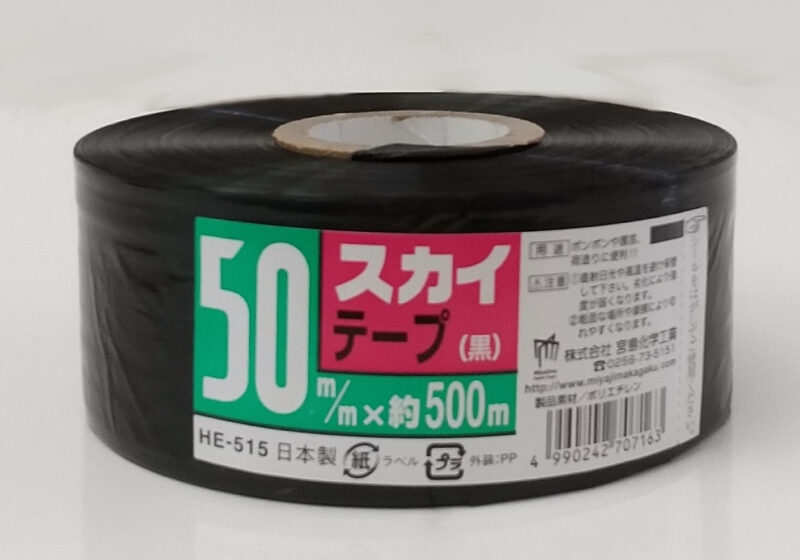 50
m/m×約500m
スカイ
テープ(黒)
HE-515 日本製 紙 ラベル プラ 外装:PP
用途 ポンポンや園芸、
荷造りに便利!!
⚠注意 ①直射日光や高温を避け保管
して下さい。劣化により強
度が弱くなります。
②粗面な場所や鋭部により切
れやすくなります。
株式会社 宮島化学工業
☎0256-73-5151
http://www.miyajimakagaku.com
製品素材/ポリエチレン
4 990242 707163